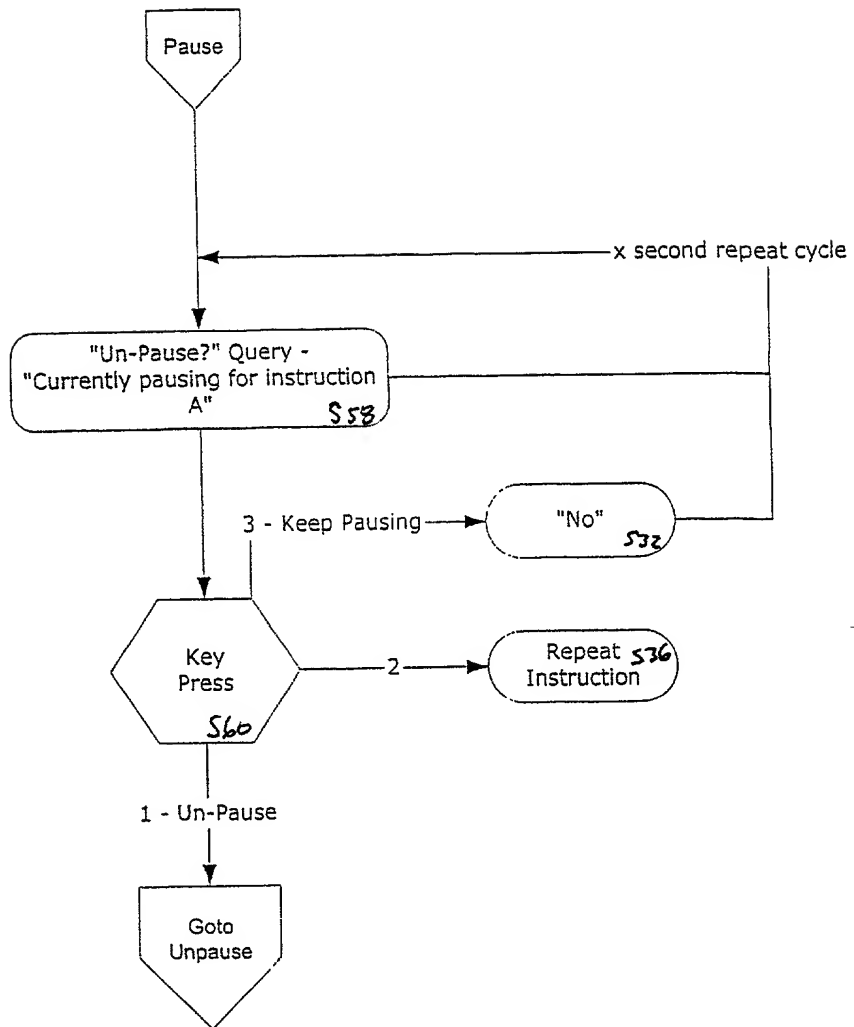 Pause
x second repeat cycle
"Un-Pause?" Query -
"Currently pausing for instruction
A"
S58
3 - Keep Pausing
"No"
S32
Key
Press
S60
2
Repeat S36
Instruction
1 - Un-Pause
Goto
Unpause